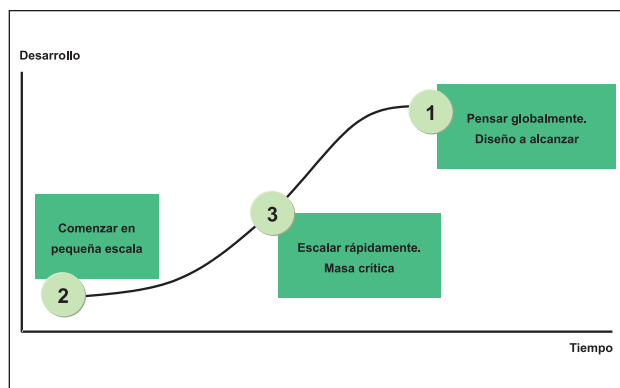 Desarrollo
1
Pensar globalmente.
Diseño a alcanzar
Comenzar en
pequeña escala
3
Escalar rápidamente.
Masa crítica
2
Tiempo